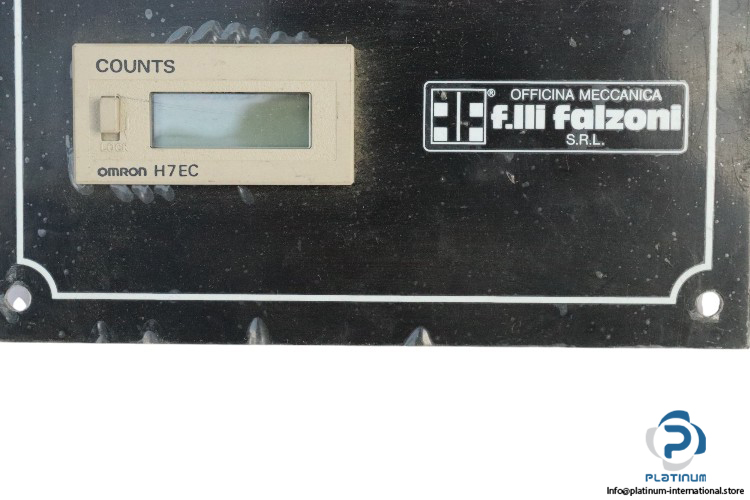 COUNTS
LOCK
OMRON H7EC
® OFFICINA MECCANICA
f.lli falzoni
S.R.L.
PLATINUM
Info@platinum-international.store